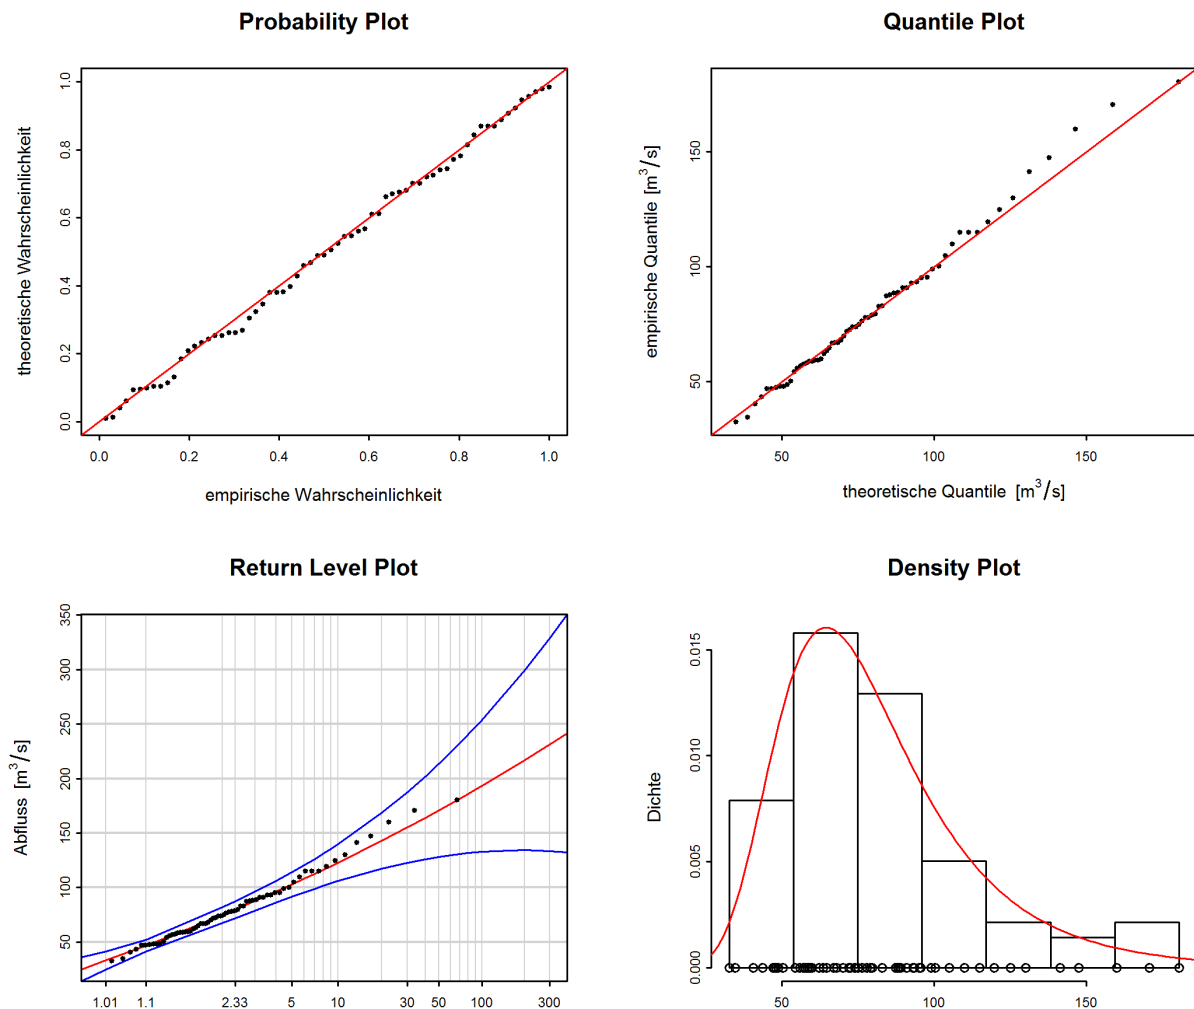 Probability Plot
theoretische Wahrscheinlichkeit
1.0
0.8
0.6
0.4
0.2
0.0
0.0 0.2 0.4 0.6 0.8 1.0
empirische Wahrscheinlichkeit
Quantile Plot
empirische Quantile [m³/s]
150
100
50
50 100 150
theoretische Quantile [m³/s]
Return Level Plot
Abfluss [m³/s]
350
300
250
200
150
100
50
1.01 1.1 2.33 5 10 30 50 100 300
Density Plot
Dichte
0.015
0.010
0.005
0.000
50 100 150